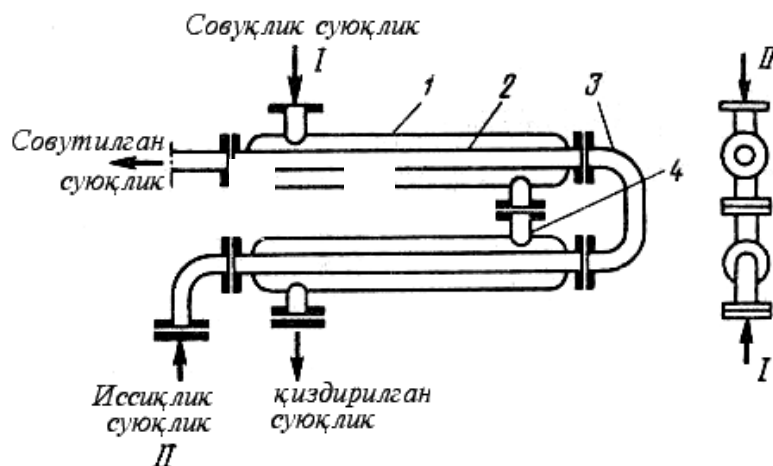 Совуқлик суюқлик
I
1
2
3
II
Совутилган
суюқлик
4
Иссиқлик
суюқлик
II
қиздирилган
суюқлик
I